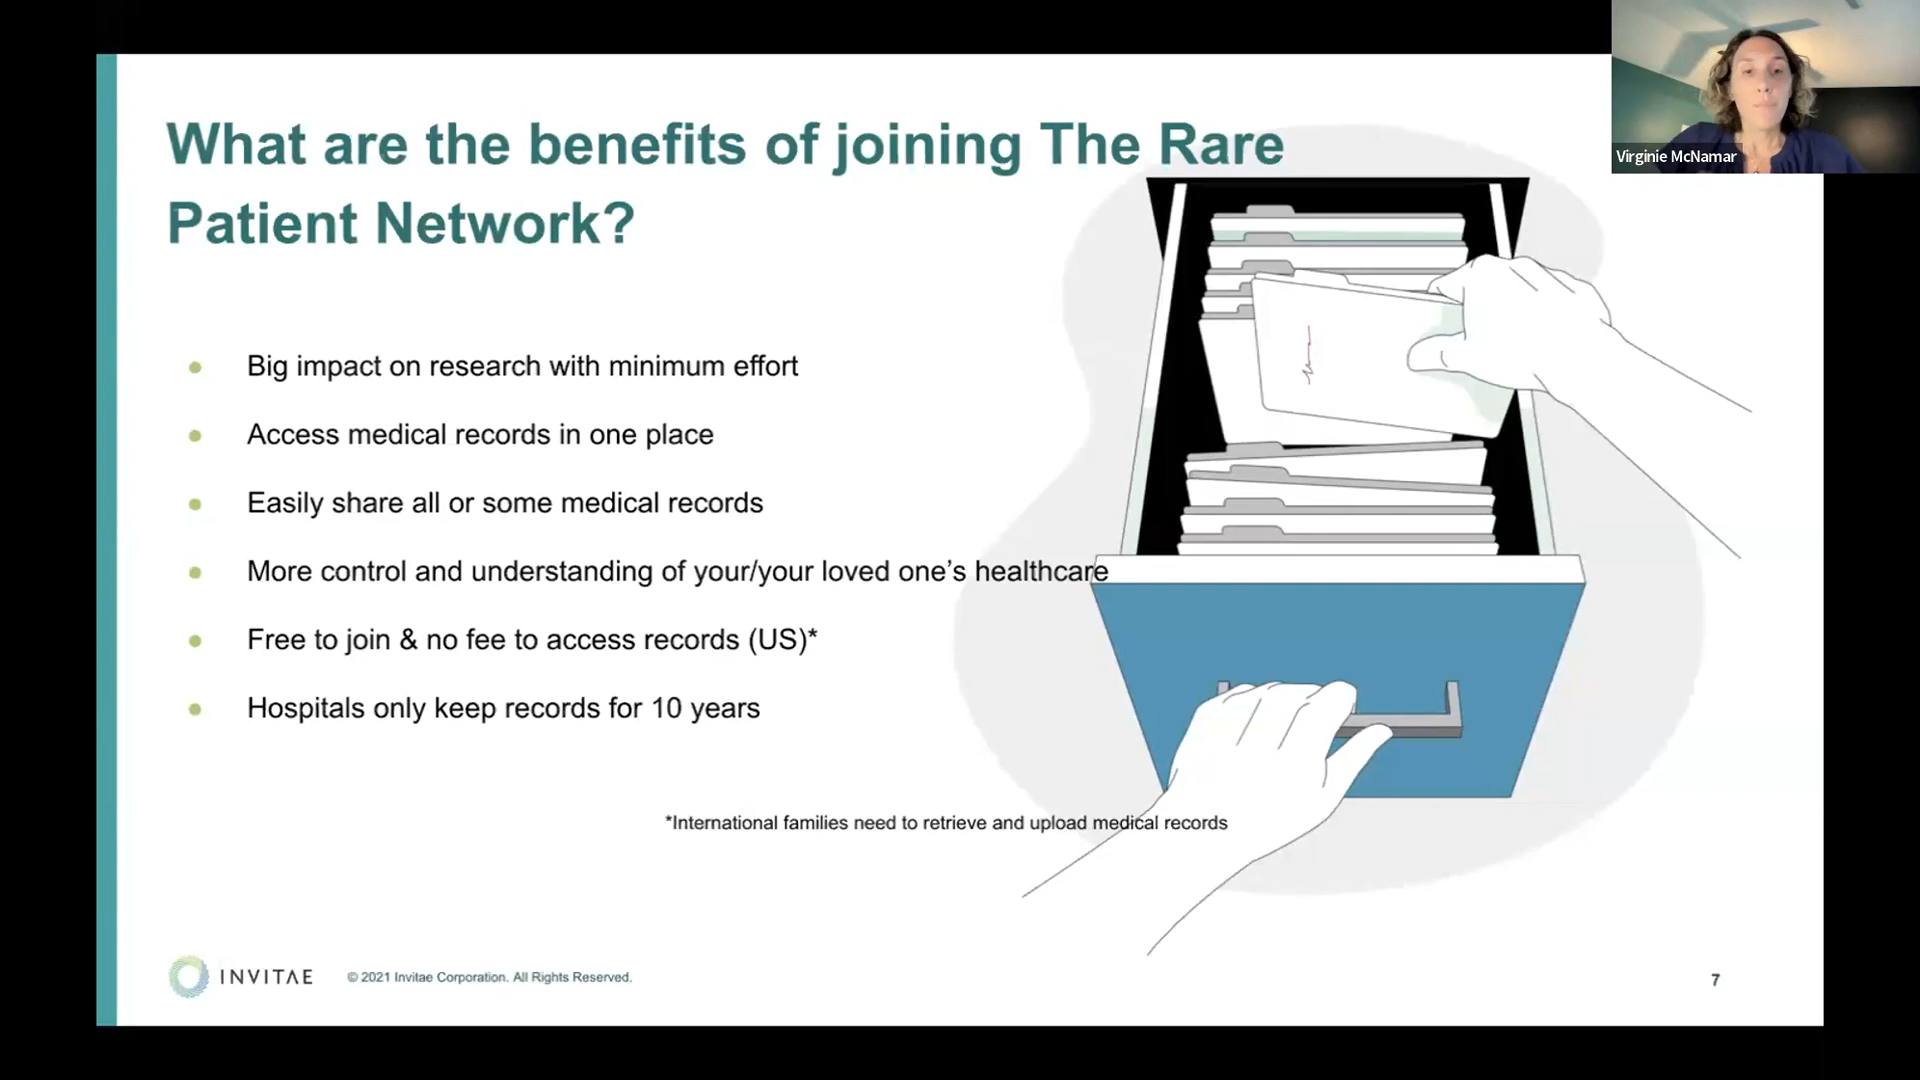 What are the benefits of joining The Rare
Patient Network?
Virginie McNamar
● Big impact on research with minimum effort
● Access medical records in one place
● Easily share all or some medical records
● More control and understanding of your/your loved one’s healthcare
● Free to join & no fee to access records (US)*
● Hospitals only keep records for 10 years
*International families need to retrieve and upload medical records
INVITAE
© 2021 Invitae Corporation. All Rights Reserved.
7